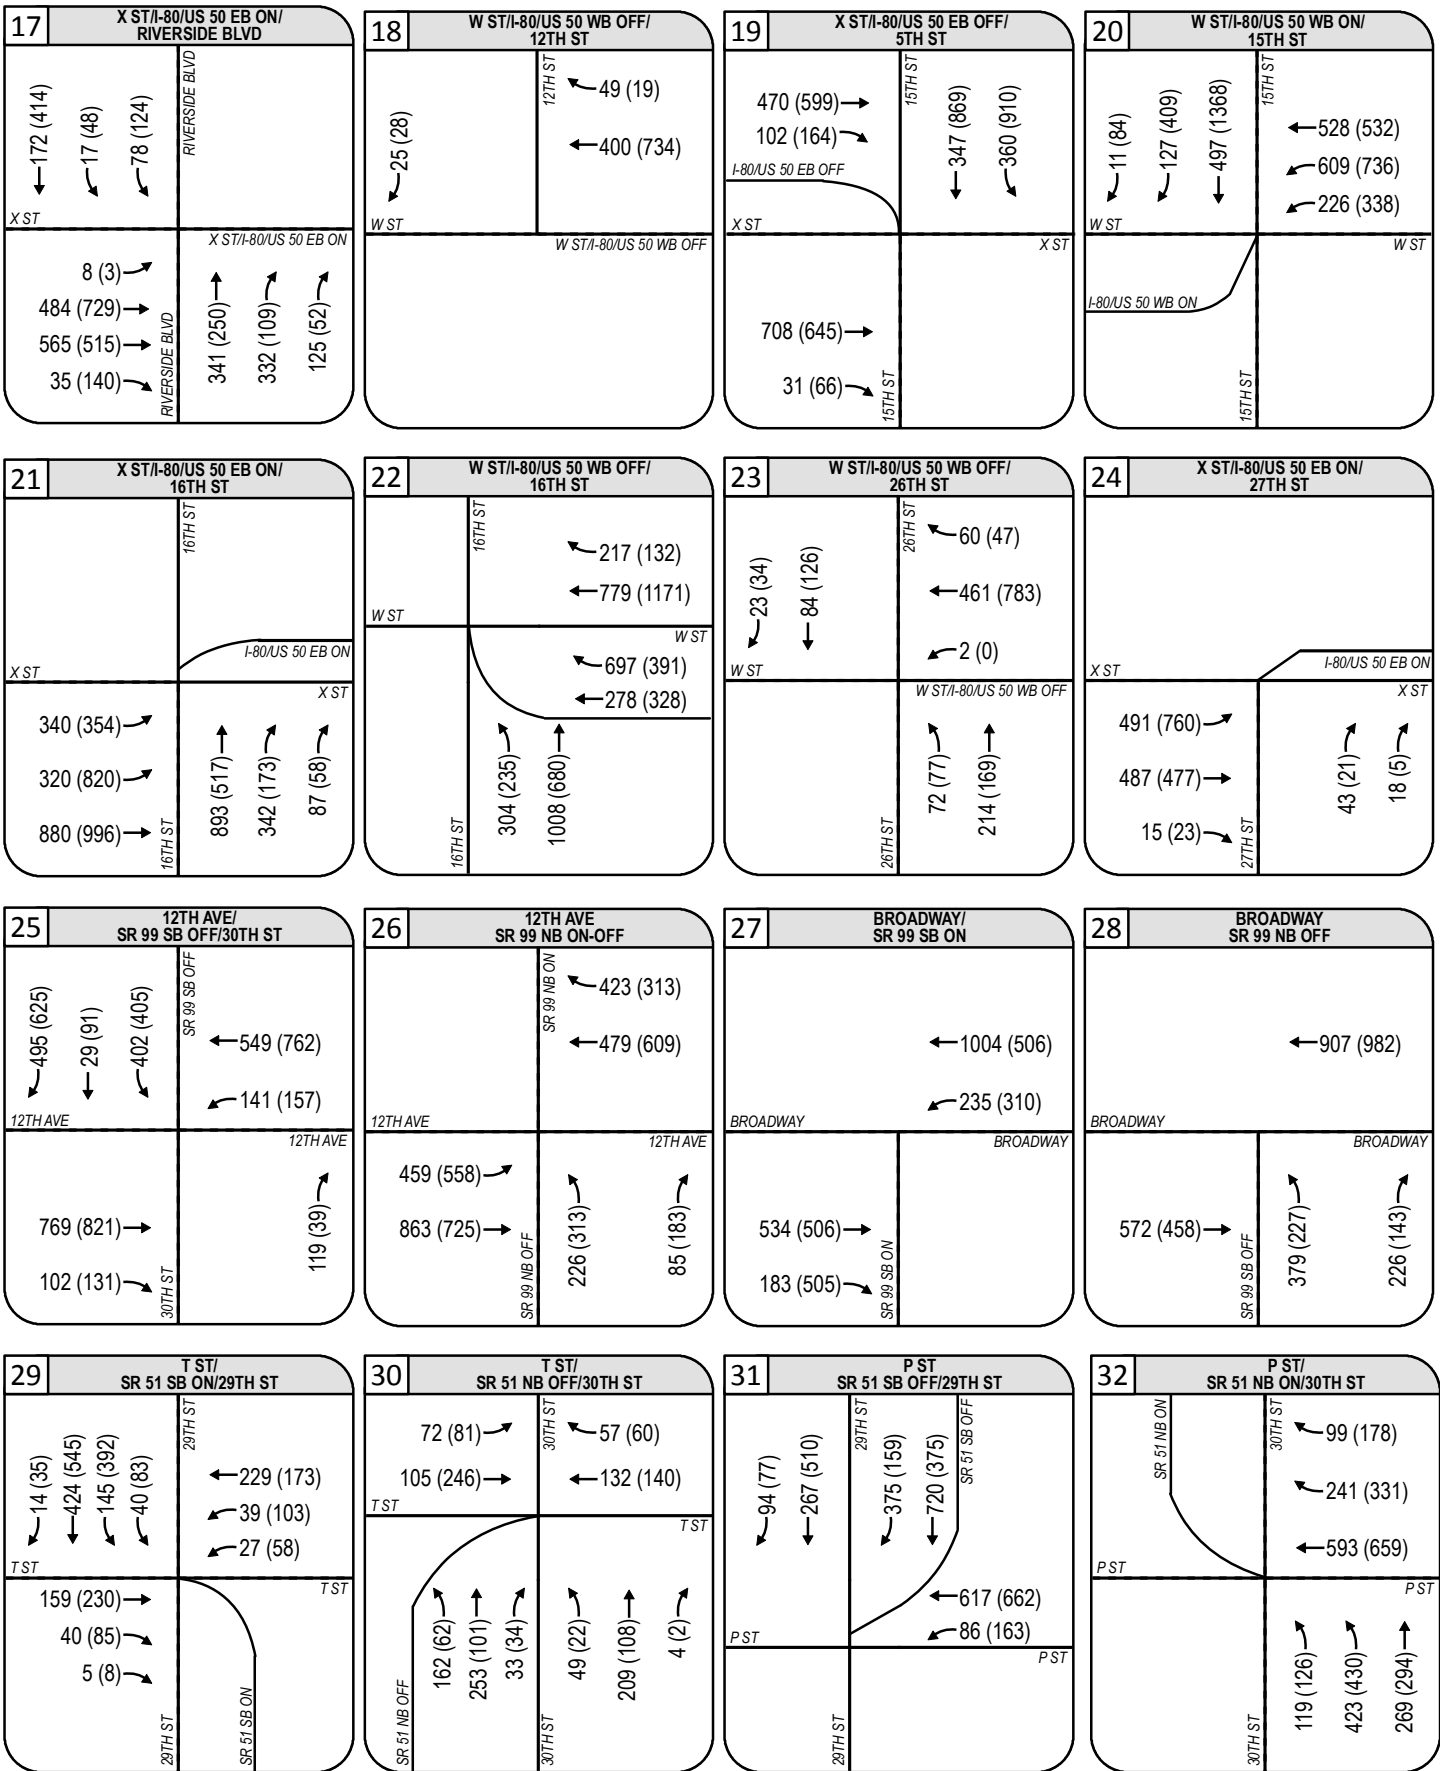 17
X ST/I-80/US 50 EB ON/
RIVERSIDE BLVD
172 (414)
17 (48)
78 (124)
RIVERSIDE BLVD
X ST
X ST/I-80/US 50 EB ON
8 (3)
484 (729)
565 (515)
35 (140)
RIVERSIDE BLVD
341 (250)
332 (109)
125 (52)
18
W ST/I-80/US 50 WB OFF/
12TH ST
25 (28)
12TH ST
49 (19)
400 (734)
W ST
W ST/I-80/US 50 WB OFF
19
X ST/I-80/US 50 EB OFF/
5TH ST
470 (599)
102 (164)
I-80/US 50 EB OFF
15TH ST
347 (869)
360 (910)
X ST
X ST
708 (645)
31 (66)
15TH ST
20
W ST/I-80/US 50 WB ON/
15TH ST
11 (84)
127 (409)
497 (1368)
15TH ST
528 (532)
609 (736)
226 (338)
W ST
W ST
I-80/US 50 WB ON
15TH ST
21
X ST/I-80/US 50 EB ON/
16TH ST
16TH ST
I-80/US 50 EB ON
X ST
X ST
340 (354)
320 (820)
880 (996)
16TH ST
893 (517)
342 (173)
87 (58)
22
W ST/I-80/US 50 WB OFF/
16TH ST
16TH ST
217 (132)
779 (1171)
W ST
W ST
697 (391)
278 (328)
16TH ST
304 (235)
1008 (680)
23
W ST/I-80/US 50 WB OFF/
26TH ST
23 (34)
84 (126)
26TH ST
60 (47)
461 (783)
2 (0)
W ST
W ST/I-80/US 50 WB OFF
26TH ST
72 (77)
214 (169)
24
X ST/I-80/US 50 EB ON/
27TH ST
I-80/US 50 EB ON
X ST
X ST
491 (760)
487 (477)
15 (23)
27TH ST
43 (21)
18 (5)
25
12TH AVE/
SR 99 SB OFF/30TH ST
495 (625)
29 (91)
402 (405)
SR 99 SB OFF
549 (762)
141 (157)
12TH AVE
12TH AVE
769 (821)
102 (131)
30TH ST
119 (39)
26
12TH AVE
SR 99 NB ON-OFF
SR 99 NB ON
423 (313)
479 (609)
12TH AVE
12TH AVE
459 (558)
863 (725)
SR 99 NB OFF
226 (313)
85 (183)
27
BROADWAY/
SR 99 SB ON
1004 (506)
235 (310)
BROADWAY
BROADWAY
534 (506)
183 (505)
SR 99 SB ON
28
BROADWAY
SR 99 NB OFF
907 (982)
BROADWAY
BROADWAY
572 (458)
SR 99 SB OFF
379 (227)
226 (143)
29
T ST/
SR 51 SB ON/29TH ST
14 (35)
424 (545)
145 (392)
40 (83)
29TH ST
229 (173)
39 (103)
27 (58)
T ST
T ST
159 (230)
40 (85)
5 (8)
29TH ST
SR 51 SB ON
30
T ST/
SR 51 NB OFF/30TH ST
72 (81)
105 (246)
30TH ST
57 (60)
132 (140)
T ST
T ST
SR 51 NB OFF
162 (62)
253 (101)
33 (34)
30TH ST
49 (22)
209 (108)
4 (2)
31
P ST
SR 51 SB OFF/29TH ST
94 (77)
267 (510)
29TH ST
375 (159)
720 (375)
SR 51 SB OFF
617 (662)
86 (163)
P ST
P ST
29TH ST
32
P ST/
SR 51 NB ON/30TH ST
SR 51 NB ON
30TH ST
99 (178)
241 (331)
593 (659)
P ST
P ST
30TH ST
119 (126)
423 (430)
269 (294)